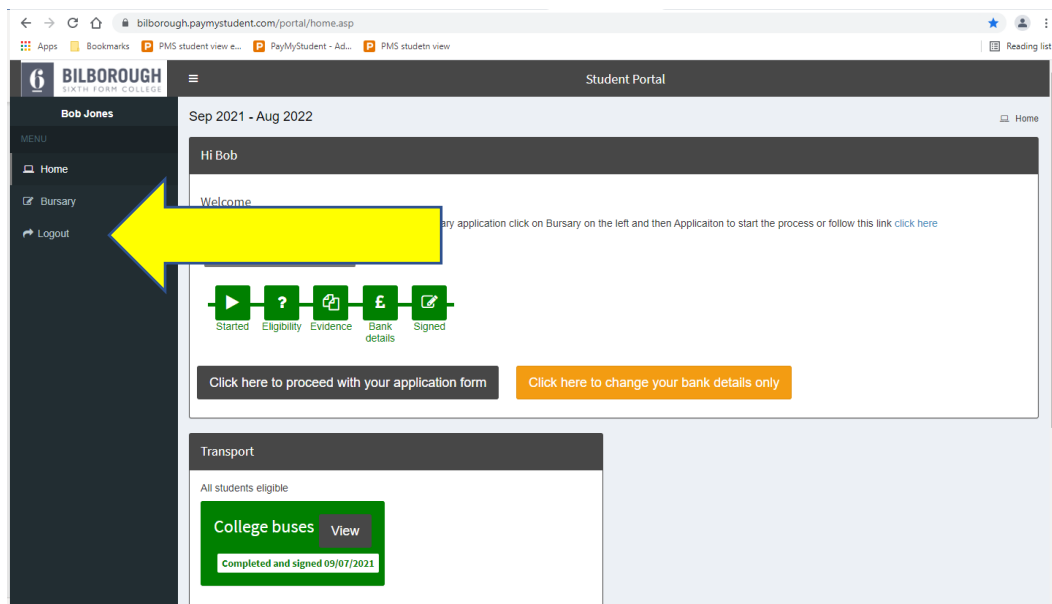 bilborough.paymystudent.com/portal/home.asp
Apps Bookmarks PMS student view e... PayMyStudent - Ad... PMS studetn view Reading list
6 BILBOROUGH
SIXTH FORM COLLEGE
Student Portal
Bob Jones
Sep 2021 - Aug 2022
Home
MENU
Hi Bob
Home
Bursary
Welcome
application click on Bursary on the left and then Applicaiton to start the process or follow this link click here
Logout
£
?
Started Eligibility Evidence Bank details Signed
Click here to proceed with your application form Click here to change your bank details only
Transport
All students eligible
College buses View
Completed and signed 09/07/2021